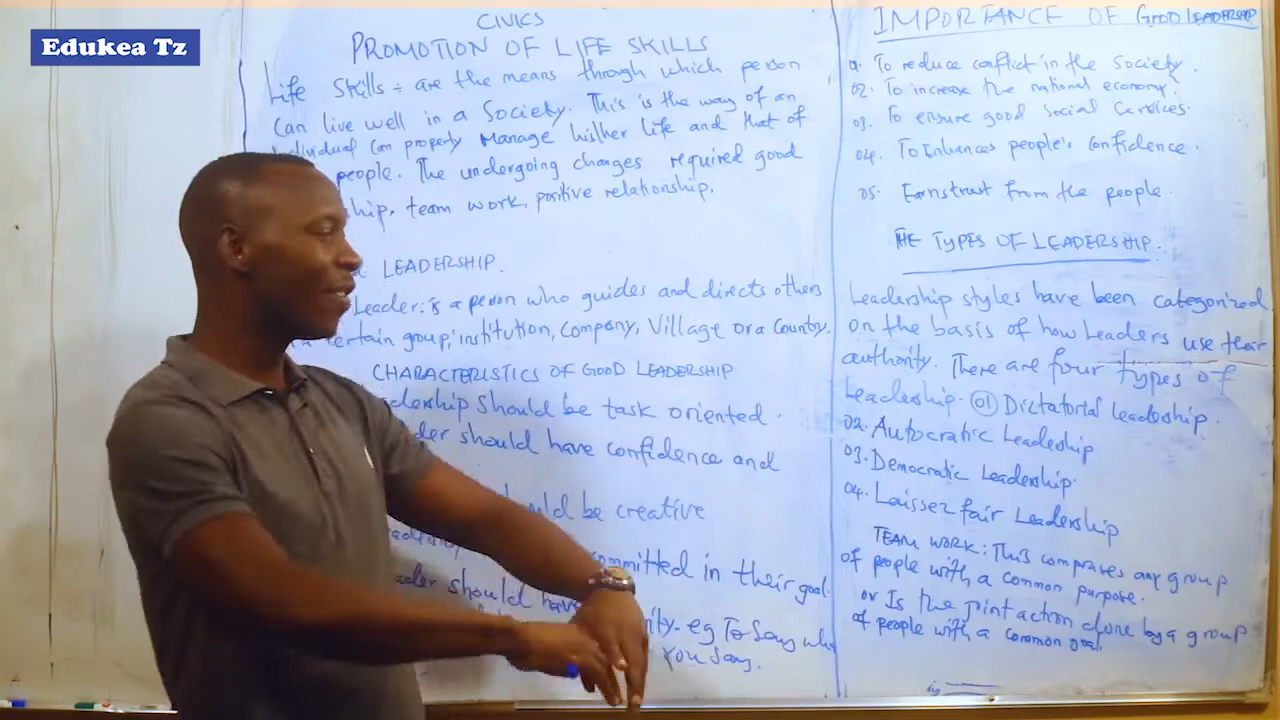 Edukea Tz
CIVICS
PROMOTION OF LIFE SKILLS
Life Skills ÷ are the means through which person
can live well in a Society. This is the way of an
individual can properly manage his/her life and that of
people. The undergoing changes required good
ship, team work, positive relationship.
LEADERSHIP.
Leader: is a person who guides and directs others
certain group, institution, Company, Village or a Country.
CHARACTERISTICS OF GOOD LEADERSHIP
adership should be task oriented.
der should have confidence and
ould be creative
eadership
ommitted in their goal.
ader should have
ity - eg To Say wh
You Say.
IMPORTANCE OF GOOD LEADERSHIP
01. To reduce conflict in the Society.
02. To increase the national economy.
03. To ensure good Social Services.
04. To Enhances people's confidence.
05. Earnstrust from the people.
THE TYPES OF LEADERSHIP.
Leadership styles have been categorized
on the basis of how Leaders use their
authority. There are four types of
Leadership. 01 Dictatorial leadership.
02. Autocratic Leadership
03. Democratic Leadership.
04. Laissez fair Leadership
TEAM WORK: This comprises any group
of people with a common purpose.
or Is the joint action done by a group
of people with a common goal.
by